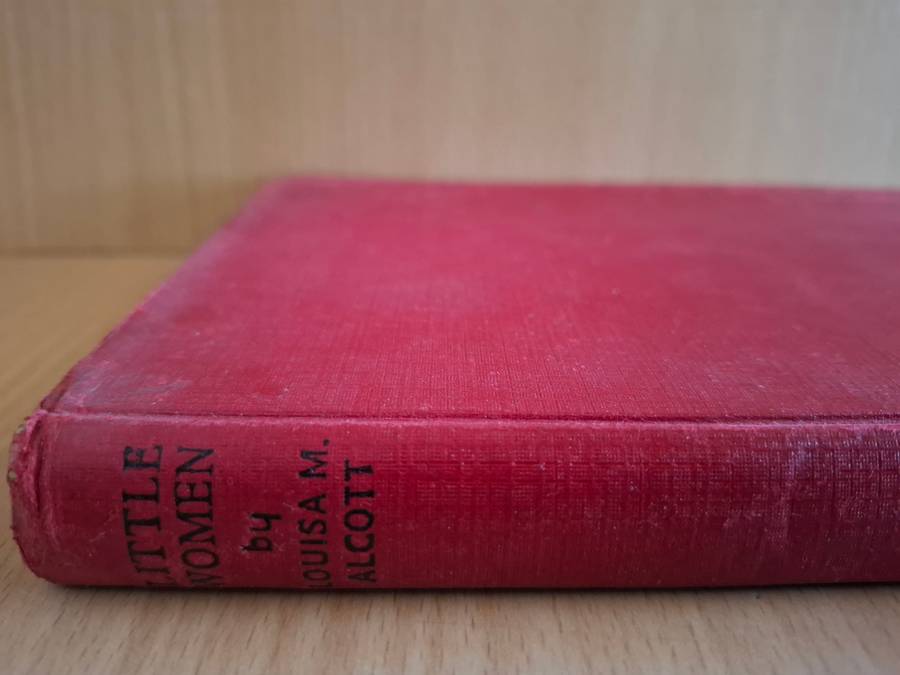 LITTLE
WOMEN
by
LOUISA M.
ALCOTT